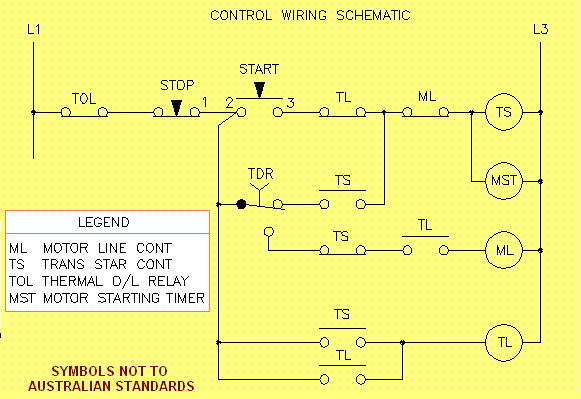 CONTROL WIRING SCHEMATIC
L1
L3
START
STOP
TOL
1
2
3
TL
ML
TS
MST
TDR
TS
TS
TL
ML
TS
TL
TL
LEGEND
ML MOTOR LINE CONT
TS TRANS STAR CONT
TOL THERMAL O/L RELAY
MST MOTOR STARTING TIMER
SYMBOLS NOT TO
AUSTRALIAN STANDARDS